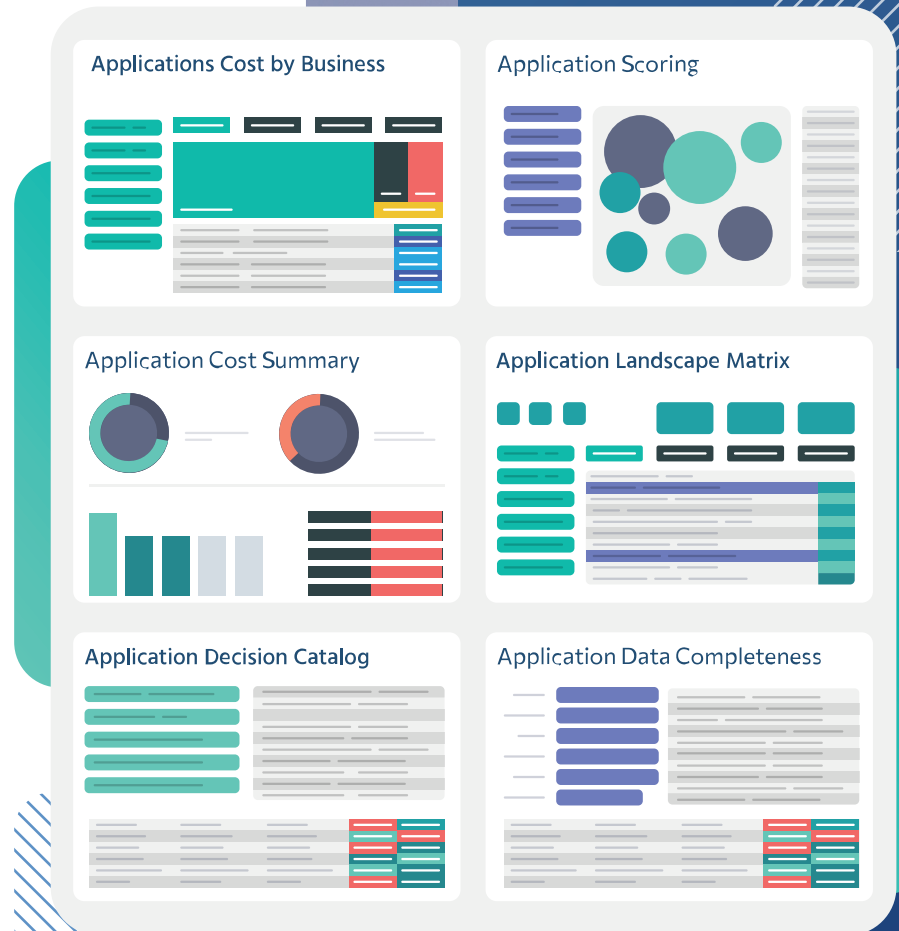 Applications Cost by Business
Application Scoring
Application Cost Summary
Application Landscape Matrix
Application Decision Catalog
Application Data Completeness